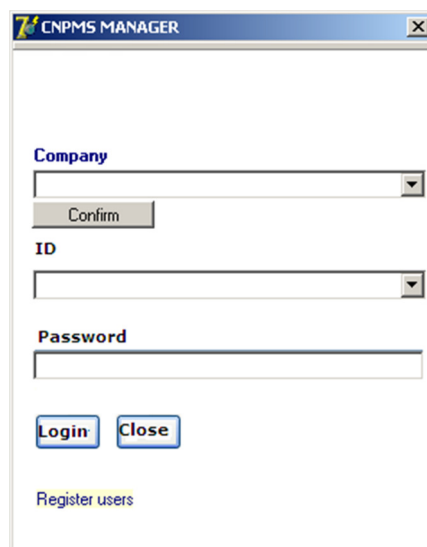 CNPMS MANAGER
Company
Confirm
ID
Password
Login Close
Register users